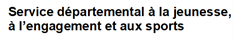 Service départemental à la jeunesse,
à l'engagement et aux sports